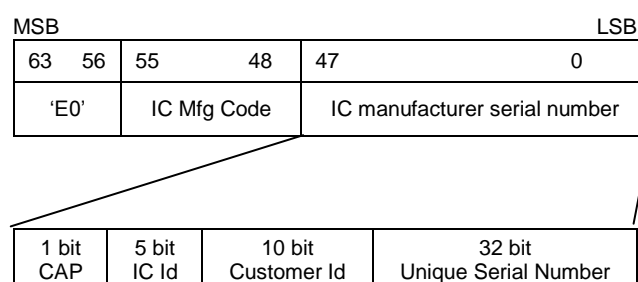 MSB LSB
63 56 55 48 47 0
‘E0’ IC Mfg Code IC manufacturer serial number
1 bit 5 bit 10 bit 32 bit
CAP IC Id Customer Id Unique Serial Number